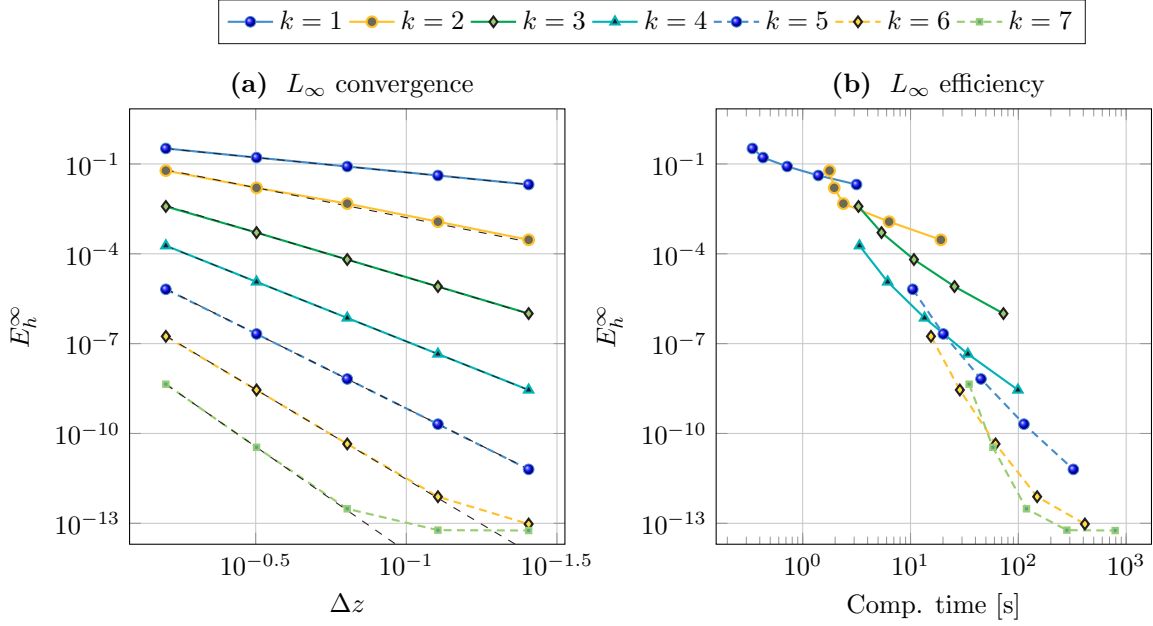 k = 1 k = 2 k = 3 k = 4 k = 5 k = 6 k = 7
(a) L∞ convergence
10^−1
10^−4
10^−7
10^−10
10^−13
E_h^∞
10^−0.5 10^−1 10^−1.5
Δz
(b) L∞ efficiency
10^−1
10^−4
10^−7
10^−10
10^−13
E_h^∞
10^0 10^1 10^2 10^3
Comp. time [s]